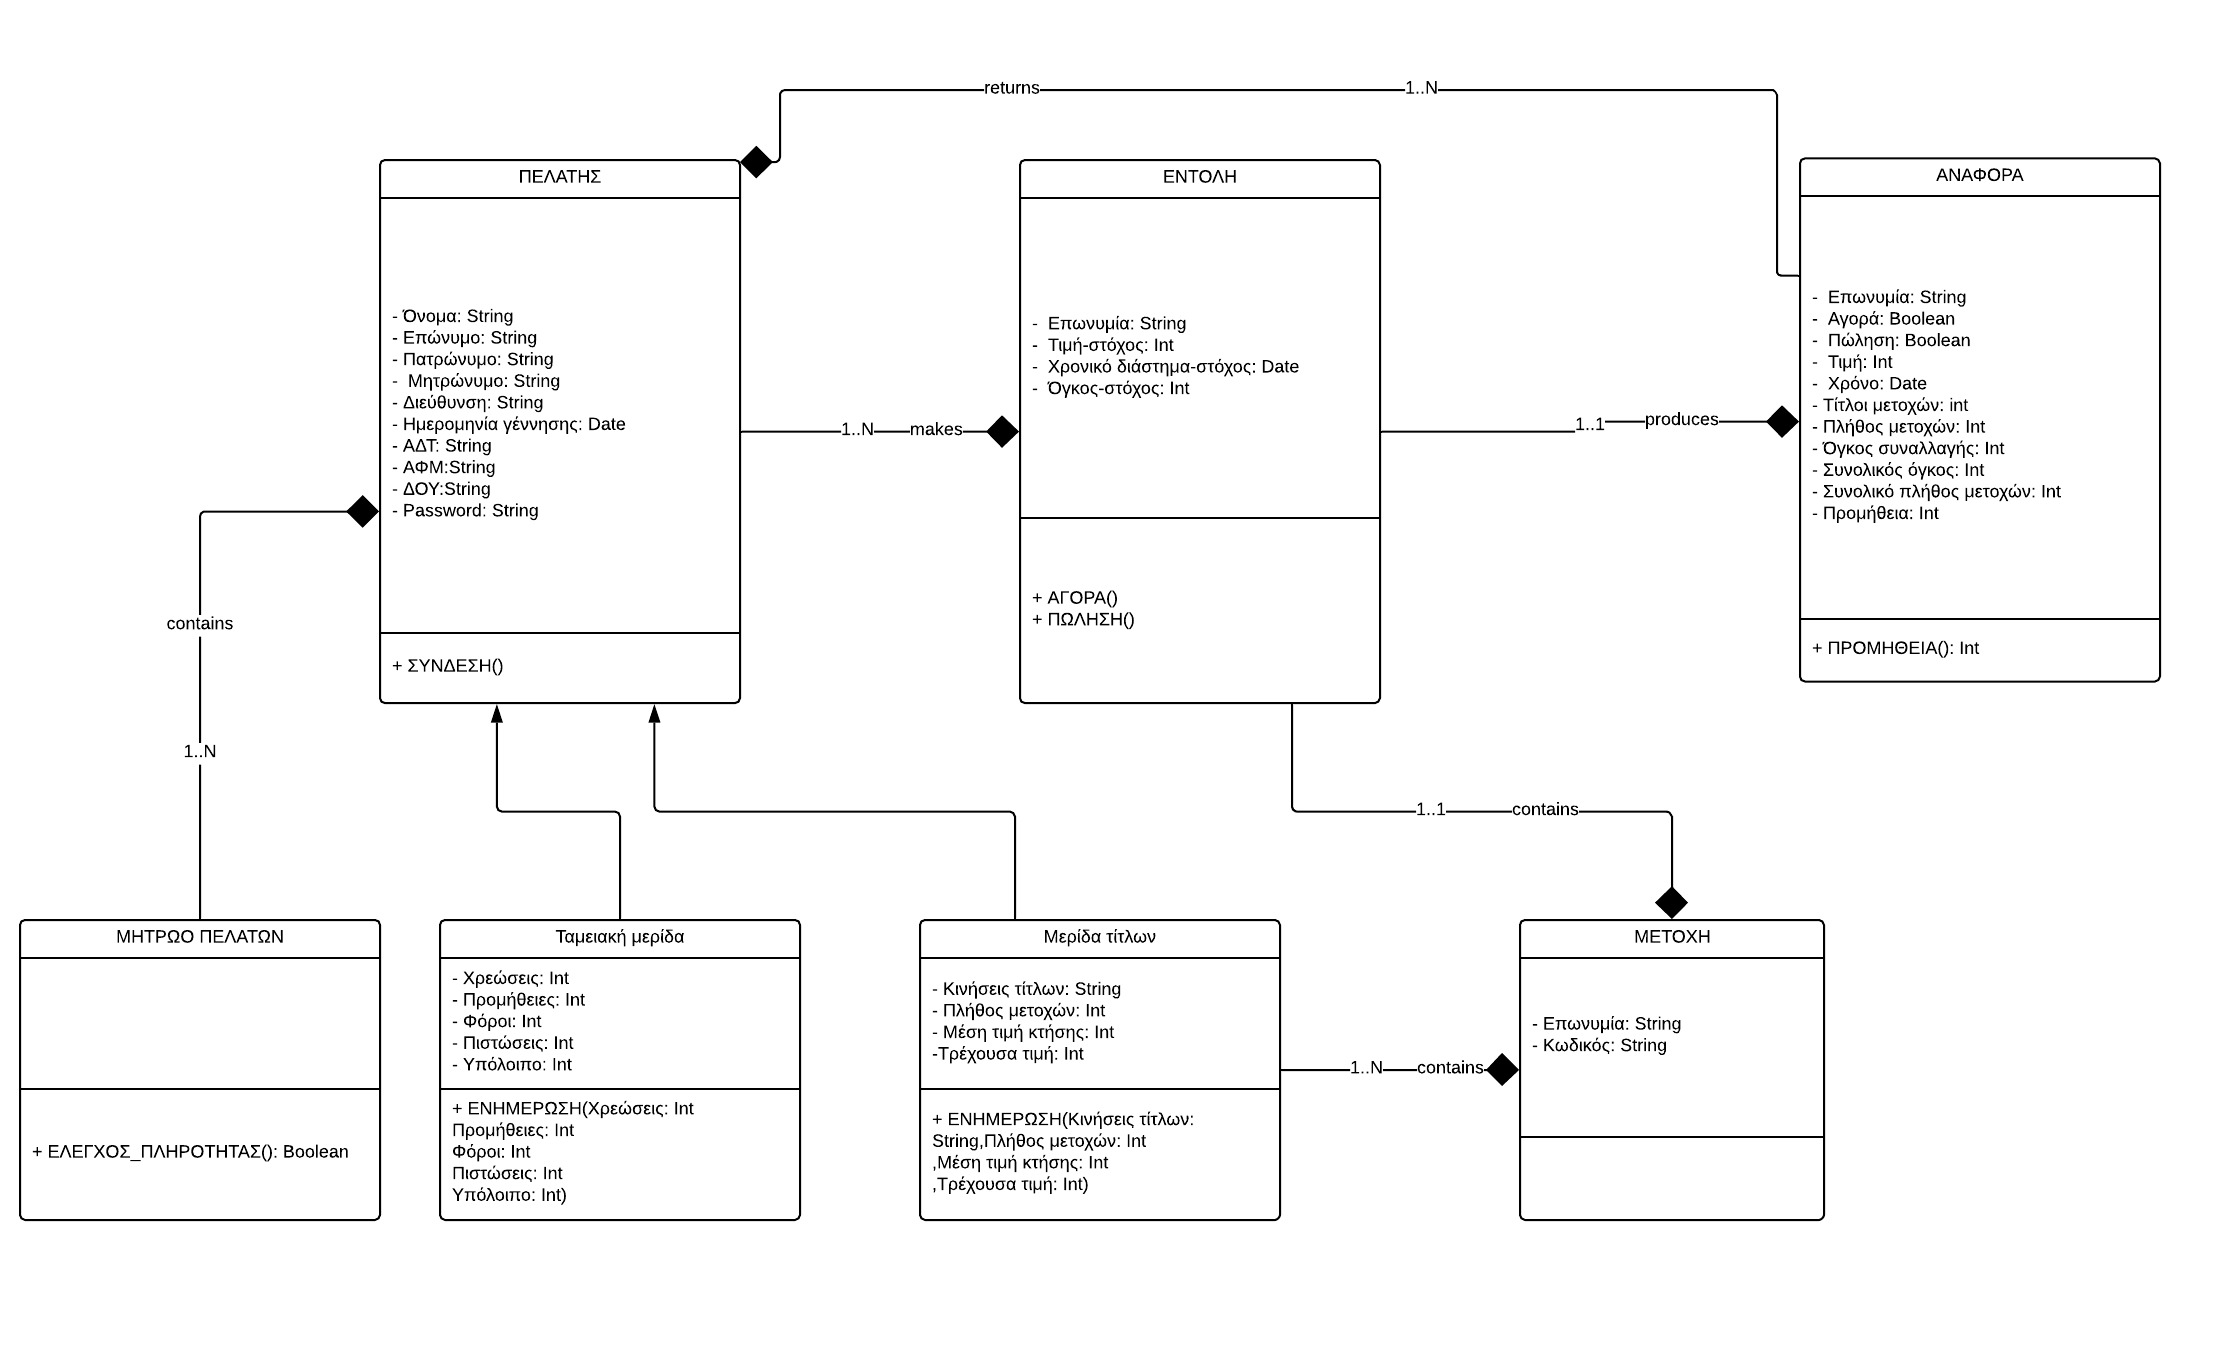 returns
1..N
ΠΕΛΑΤΗΣ
- Όνομα: String
- Επώνυμο: String
- Πατρώνυμο: String
-  Μητρώνυμο: String
- Διεύθυνση: String
- Ημερομηνία γέννησης: Date
- ΑΔΤ: String
- ΑΦΜ:String
- ΔΟΥ:String
- Password: String
+ ΣΥΝΔΕΣΗ()
1..N
makes
ΕΝΤΟΛΗ
-  Επωνυμία: String
-  Τιμή-στόχος: Int
-  Χρονικό διάστημα-στόχος: Date
-  Όγκος-στόχος: Int
+ ΑΓΟΡΑ()
+ ΠΩΛΗΣΗ()
1..1
produces
ΑΝΑΦΟΡΑ
-  Επωνυμία: String
-  Αγορά: Boolean
-  Πώληση: Boolean
-  Τιμή: Int
-  Χρόνο: Date
- Τίτλοι μετοχών: int
- Πλήθος μετοχών: Int
- Όγκος συναλλαγής: Int
- Συνολικός όγκος: Int
- Συνολικό πλήθος μετοχών: Int
- Προμήθεια: Int
+ ΠΡΟΜΗΘΕΙΑ(): Int
contains
1..N
1..1
contains
ΜΗΤΡΩΟ ΠΕΛΑΤΩΝ
+ ΕΛΕΓΧΟΣ_ΠΛΗΡΟΤΗΤΑΣ(): Boolean
Ταμειακή μερίδα
- Χρεώσεις: Int
- Προμήθειες: Int
- Φόροι: Int
- Πιστώσεις: Int
- Υπόλοιπο: Int
+ ΕΝΗΜΕΡΩΣΗ(Χρεώσεις: Int
Προμήθειες: Int
Φόροι: Int
Πιστώσεις: Int
Υπόλοιπο: Int)
Μερίδα τίτλων
- Κινήσεις τίτλων: String
- Πλήθος μετοχών: Int
- Μέση τιμή κτήσης: Int
-Τρέχουσα τιμή: Int
+ ΕΝΗΜΕΡΩΣΗ(Κινήσεις τίτλων:
String,Πλήθος μετοχών: Int
,Μέση τιμή κτήσης: Int
,Τρέχουσα τιμή: Int)
1..N
contains
ΜΕΤΟΧΗ
- Επωνυμία: String
- Κωδικός: String